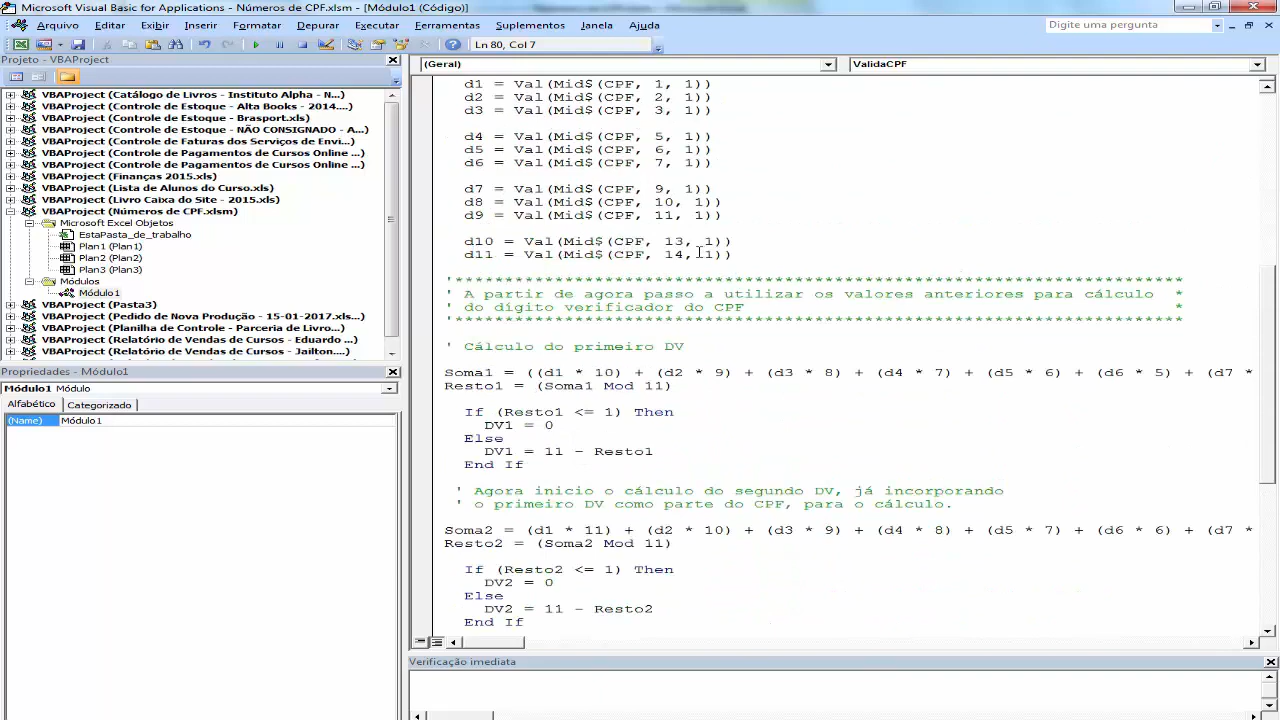 Microsoft Visual Basic for Applications - Números de CPF.xlsm - [Módulo1 (Código)]
Arquivo Editar Exibir Inserir Formatar Depurar Executar Ferramentas Suplementos Janela Ajuda
Digite uma pergunta
Ln 80, Col 7
Projeto - VBAProject
VBAProject (Catálogo de Livros - Instituto Alpha - N...
VBAProject (Controle de Estoque - Alta Books - 2014....
VBAProject (Controle de Estoque - Brasport.xls)
VBAProject (Controle de Estoque - NÃO CONSIGNADO - A...
VBAProject (Controle de Faturas dos Serviços de Envi...
VBAProject (Controle de Pagamentos de Cursos Online ...
VBAProject (Controle de Pagamentos de Cursos Online ...
VBAProject (Finanças 2015.xls)
VBAProject (Lista de Alunos do Curso.xls)
VBAProject (Livro Caixa do Site - 2015.xls)
VBAProject (Números de CPF.xlsm)
Microsoft Excel Objetos
EstaPasta_de_trabalho
Plan1 (Plan1)
Plan2 (Plan2)
Plan3 (Plan3)
Módulos
Módulo1
VBAProject (Pasta3)
VBAProject (Pedido de Nova Produção - 15-01-2017.xls...
VBAProject (Planilha de Controle - Parceria de Livro...
VBAProject (Relatório de Vendas de Cursos - Eduardo ...
VBAProject (Relatório de Vendas de Cursos - Jailton....
Propriedades - Módulo1
Módulo1 Módulo
Alfabético Categorizado
(Name) Módulo1
(Geral) ValidaCPF
d1 = Val(Mid$(CPF, 1, 1))
d2 = Val(Mid$(CPF, 2, 1))
d3 = Val(Mid$(CPF, 3, 1))
d4 = Val(Mid$(CPF, 5, 1))
d5 = Val(Mid$(CPF, 6, 1))
d6 = Val(Mid$(CPF, 7, 1))
d7 = Val(Mid$(CPF, 9, 1))
d8 = Val(Mid$(CPF, 10, 1))
d9 = Val(Mid$(CPF, 11, 1))
d10 = Val(Mid$(CPF, 13, 1))
d11 = Val(Mid$(CPF, 14, 1))
'*************************************************************************
' A partir de agora passo a utilizar os valores anteriores para cálculo *
' do dígito verificador do CPF *
'*************************************************************************
' Cálculo do primeiro DV
Soma1 = ((d1 * 10) + (d2 * 9) + (d3 * 8) + (d4 * 7) + (d5 * 6) + (d6 * 5) + (d7 *
Resto1 = (Soma1 Mod 11)
If (Resto1 <= 1) Then
DV1 = 0
Else
DV1 = 11 - Resto1
End If
' Agora inicio o cálculo do segundo DV, já incorporando
' o primeiro DV como parte do CPF, para o cálculo.
Soma2 = (d1 * 11) + (d2 * 10) + (d3 * 9) + (d4 * 8) + (d5 * 7) + (d6 * 6) + (d7 *
Resto2 = (Soma2 Mod 11)
If (Resto2 <= 1) Then
DV2 = 0
Else
DV2 = 11 - Resto2
End If
Verificação imediata